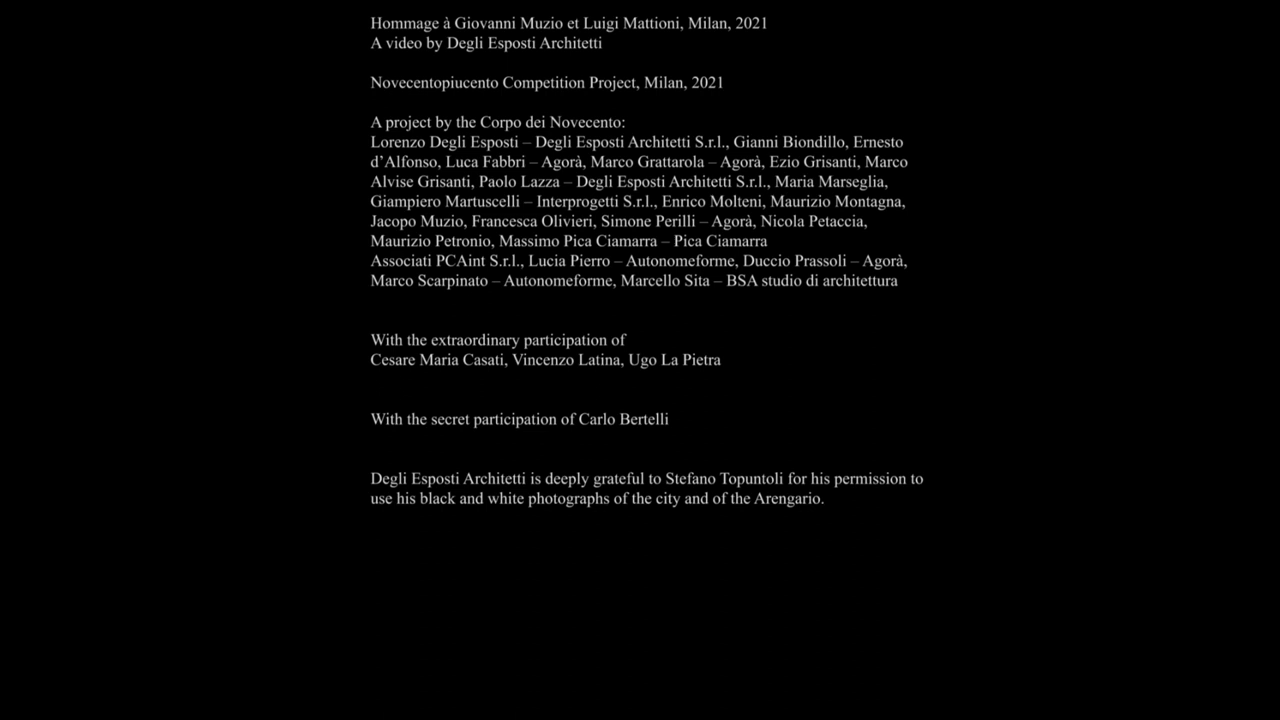 Hommage à Giovanni Muzio et Luigi Mattioni, Milan, 2021
A video by Degli Esposti Architetti
Novecentopiucento Competition Project, Milan, 2021
A project by the Corpo dei Novecento:
Lorenzo Degli Esposti – Degli Esposti Architetti S.r.l., Gianni Biondillo, Ernesto
d’Alfonso, Luca Fabbri – Agorà, Marco Grattarola – Agorà, Ezio Grisanti, Marco
Alvise Grisanti, Paolo Lazza – Degli Esposti Architetti S.r.l., Maria Marseglia,
Giampiero Martuscelli – Interprogetti S.r.l., Enrico Molteni, Maurizio Montagna,
Jacopo Muzio, Francesca Olivieri, Simone Perilli – Agorà, Nicola Petaccia,
Maurizio Petronio, Massimo Pica Ciamarra – Pica Ciamarra
Associati PCAint S.r.l., Lucia Pierro – Autonomeforme, Duccio Prassoli – Agorà,
Marco Scarpinato – Autonomeforme, Marcello Sita – BSA studio di architettura
With the extraordinary participation of
Cesare Maria Casati, Vincenzo Latina, Ugo La Pietra
With the secret participation of Carlo Bertelli
Degli Esposti Architetti is deeply grateful to Stefano Topuntoli for his permission to
use his black and white photographs of the city and of the Arengario.